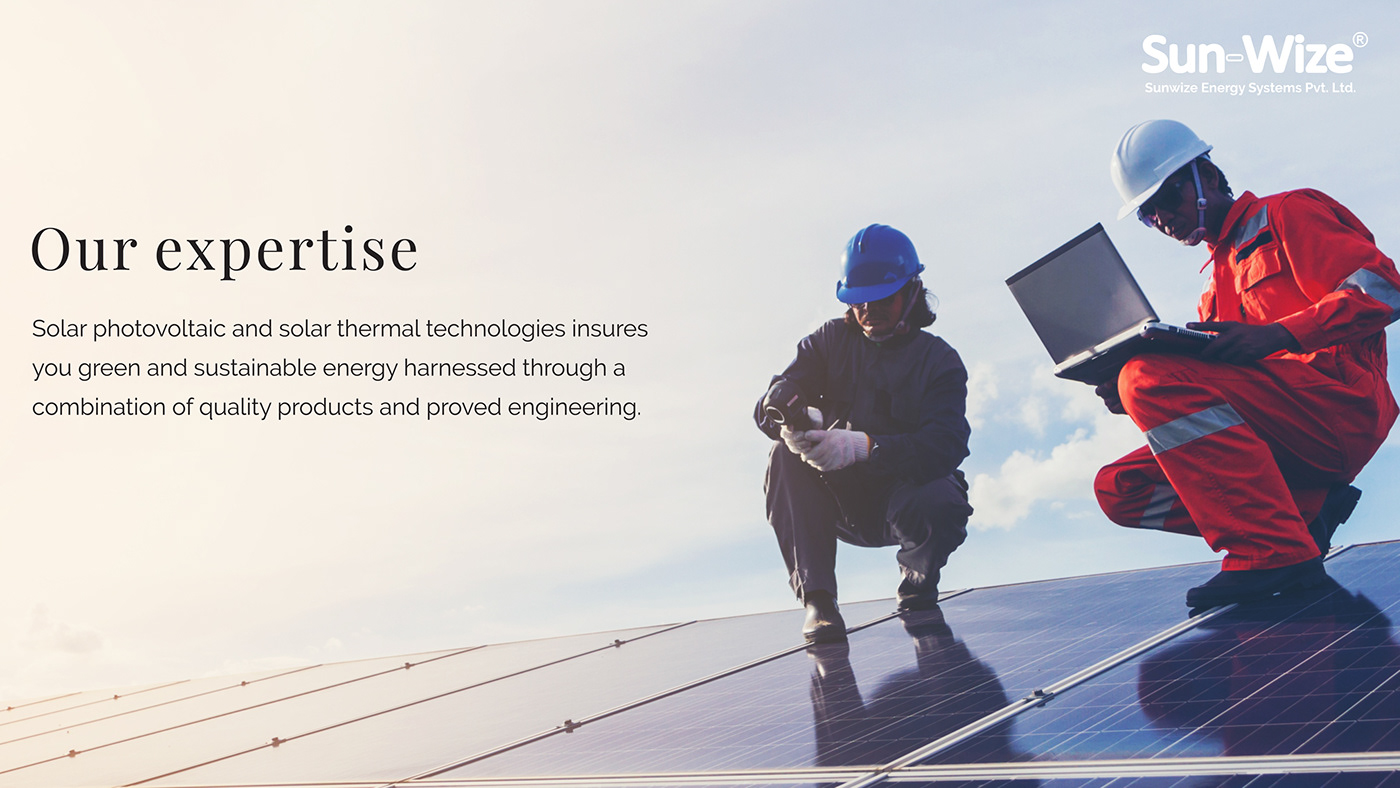 Sun-Wize®
Sunwize Energy Systems Pvt. Ltd.
Our expertise
Solar photovoltaic and solar thermal technologies insures
you green and sustainable energy harnessed through a
combination of quality products and proved engineering.